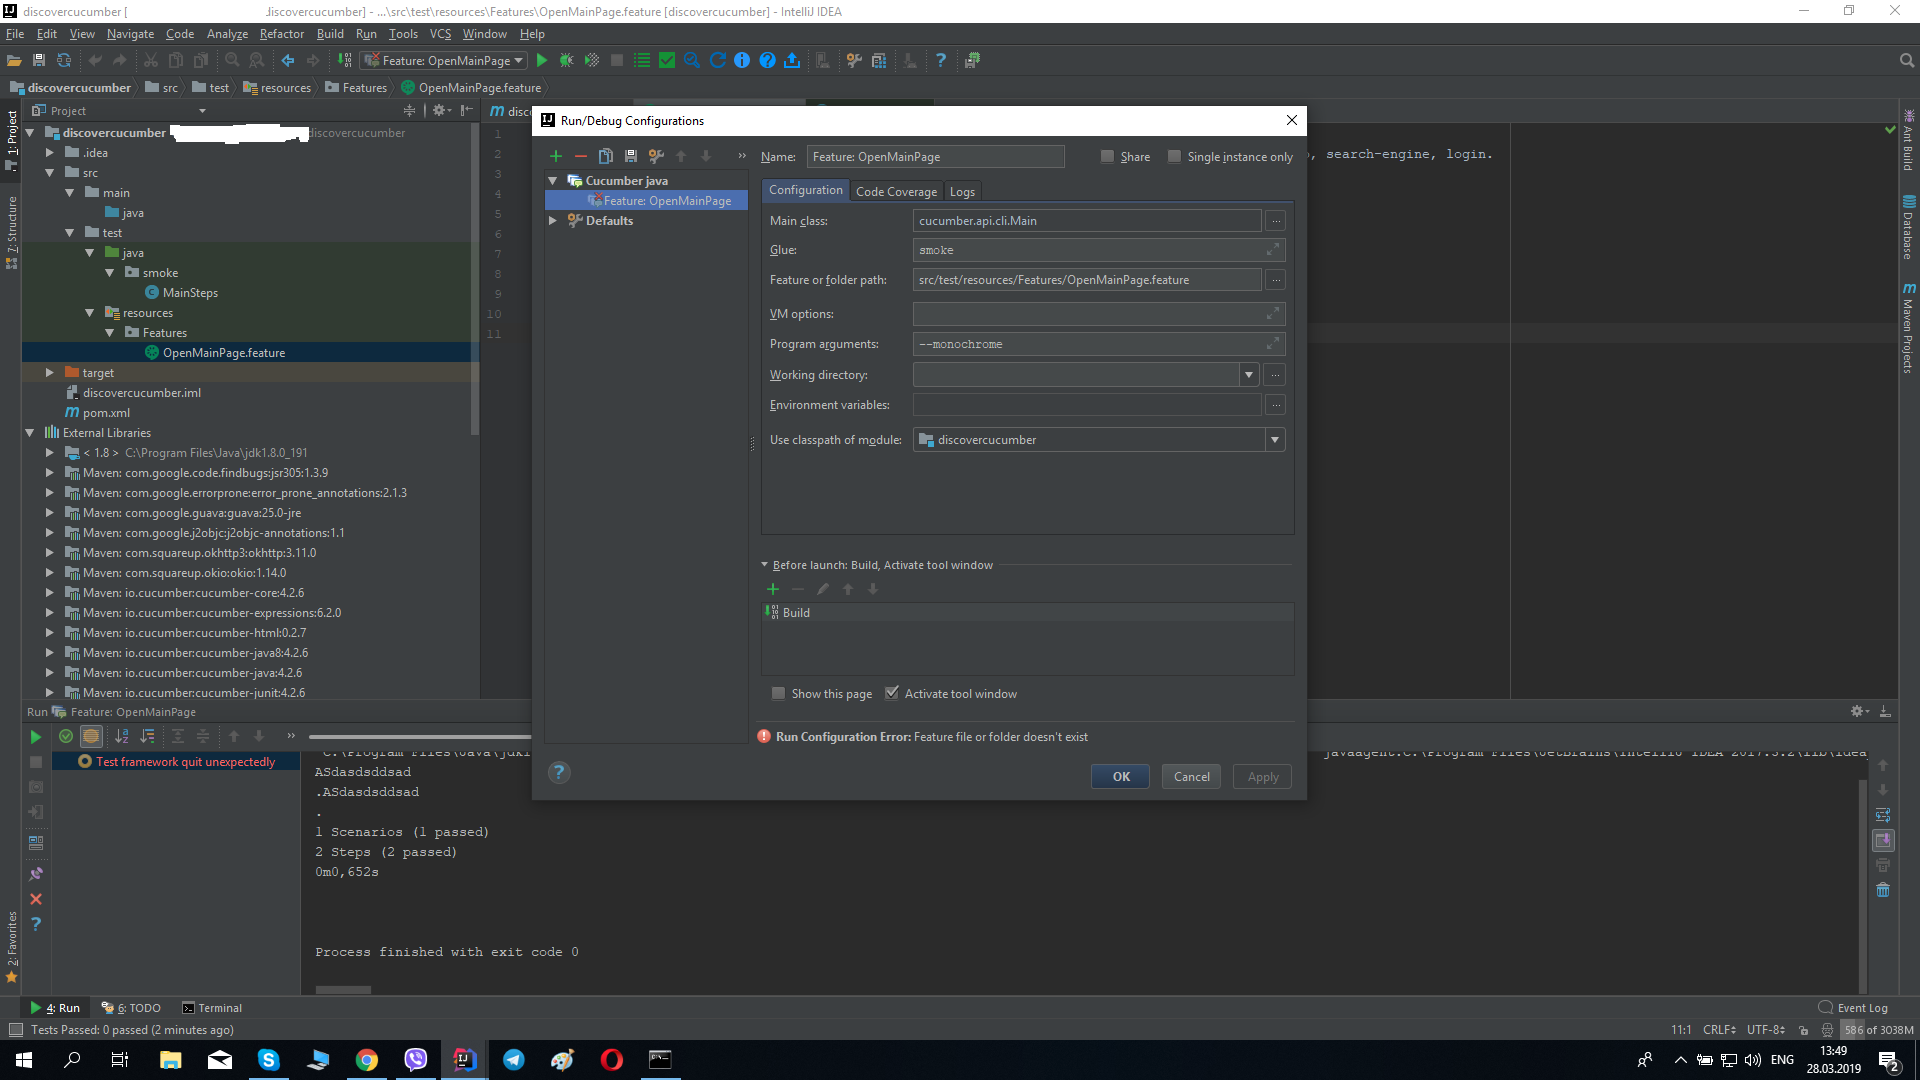 discovercucumber [
discovercucumber] - ...\src\test\resources\Features\OpenMainPage.feature [discovercucumber] - IntelliJ IDEA
File Edit View Navigate Code Analyze Refactor Build Run Tools VCS Window Help
Feature: OpenMainPage
discovercucumber src test resources Features OpenMainPage.feature
1: Project
7: Structure
2: Favorites
Project
discovercucumber discovercucumber
.idea
src
main
java
test
java
smoke
MainSteps
resources
Features
OpenMainPage.feature
target
discovercucumber.iml
pom.xml
External Libraries
< 1.8 > C:\Program Files\Java\jdk1.8.0_191
Maven: com.google.code.findbugs:jsr305:1.3.9
Maven: com.google.errorprone:error_prone_annotations:2.1.3
Maven: com.google.guava:guava:25.0-jre
Maven: com.google.j2objc:j2objc-annotations:1.1
Maven: com.squareup.okhttp3:okhttp:3.11.0
Maven: com.squareup.okio:okio:1.14.0
Maven: io.cucumber:cucumber-core:4.2.6
Maven: io.cucumber:cucumber-expressions:6.2.0
Maven: io.cucumber:cucumber-html:0.2.7
Maven: io.cucumber:cucumber-java8:4.2.6
Maven: io.cucumber:cucumber-java:4.2.6
Maven: io.cucumber:cucumber-junit:4.2.6
1
2
3
4
5
6
7
8
9
10
11
, search-engine, login.
Run/Debug Configurations
Cucumber java
Feature: OpenMainPage
Defaults
Name: Feature: OpenMainPage Share Single instance only
Configuration Code Coverage Logs
Main class: cucumber.api.cli.Main
Glue: smoke
Feature or folder path: src/test/resources/Features/OpenMainPage.feature
VM options:
Program arguments: --monochrome
Working directory:
Environment variables:
Use classpath of module: discovercucumber
Before launch: Build, Activate tool window
Build
Show this page Activate tool window
Run Configuration Error: Feature file or folder doesn't exist
OK Cancel Apply
Ant Build
Database
Maven Projects
Run Feature: OpenMainPage
Test framework quit unexpectedly
ASdasdsddsad
.ASdasdsddsad
.
1 Scenarios (1 passed)
2 Steps (2 passed)
0m0,652s
Process finished with exit code 0
4: Run 6: TODO Terminal Event Log
Tests Passed: 0 passed (2 minutes ago) 11:1 CRLF UTF-8 586 of 3038M
ENG 13:49
28.03.2019
2